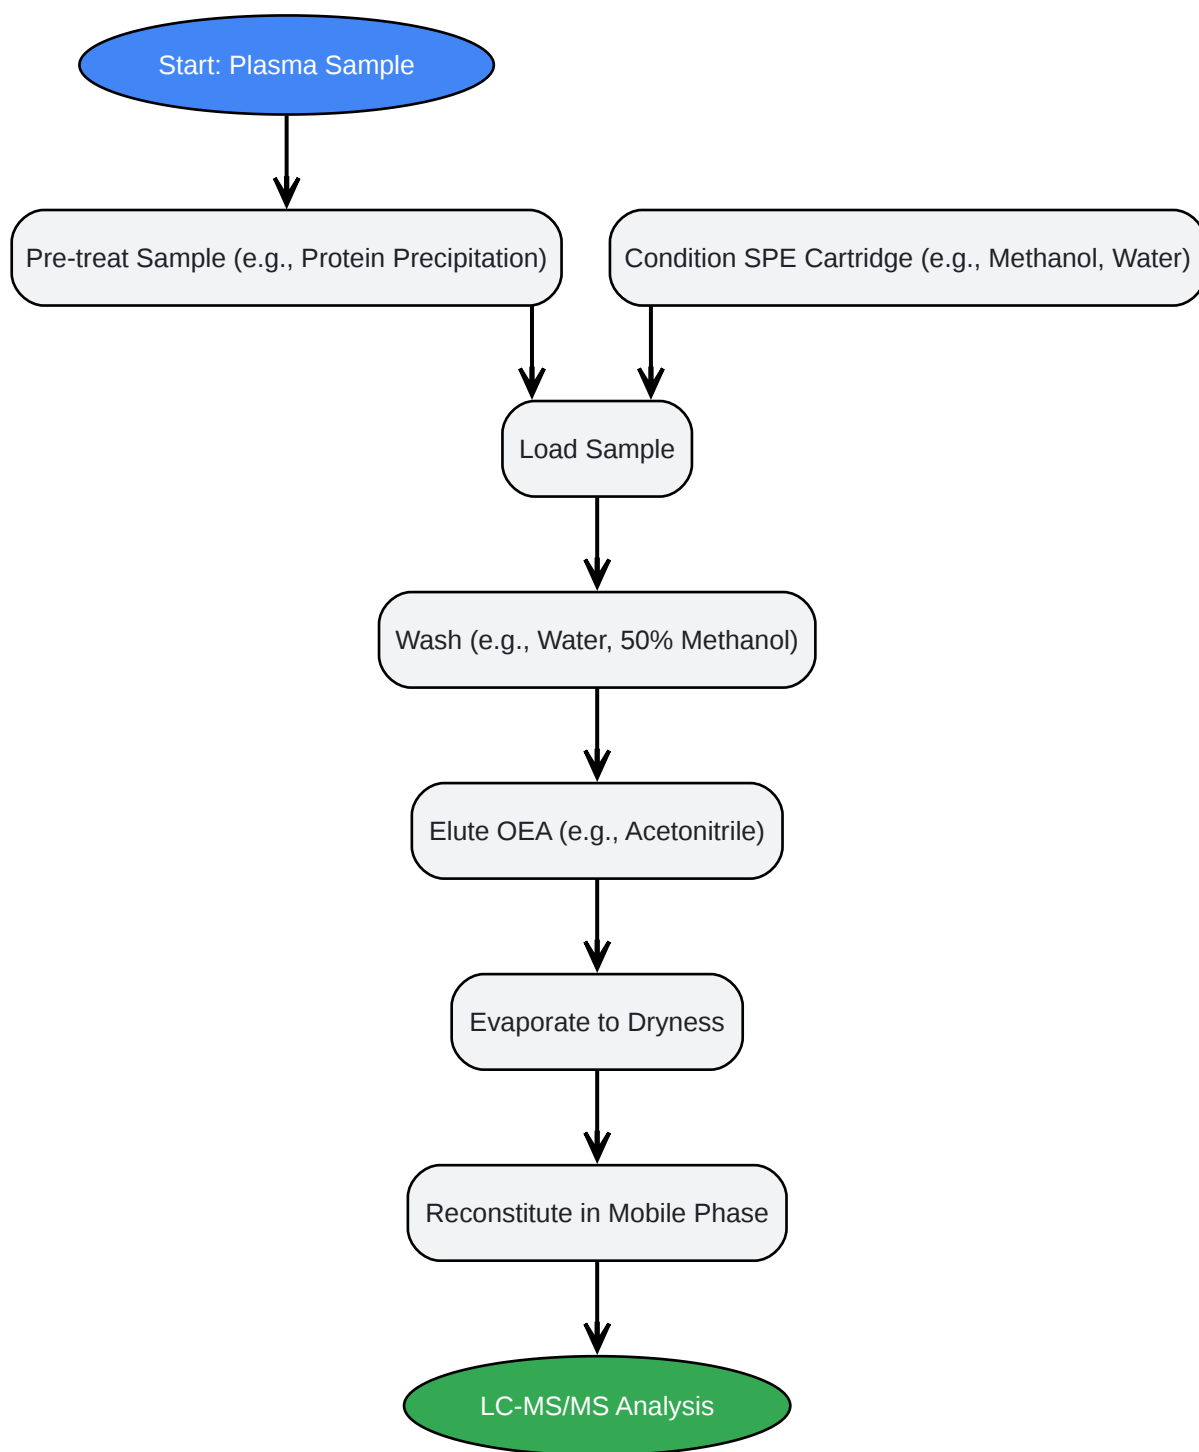 Start: Plasma Sample
Pre-treat Sample (e.g., Protein Precipitation)
Condition SPE Cartridge (e.g., Methanol, Water)
Load Sample
Wash (e.g., Water, 50% Methanol)
Elute OEA (e.g., Acetonitrile)
Evaporate to Dryness
Reconstitute in Mobile Phase
LC-MS/MS Analysis